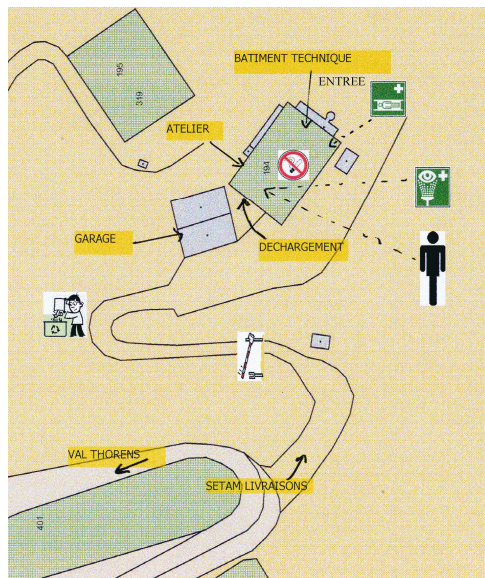 BATIMENT TECHNIQUE
ENTREE
195
319
ATELIER
194
GARAGE
DECHARGEMENT
VAL THORENS
SETAM LIVRAISONS
401